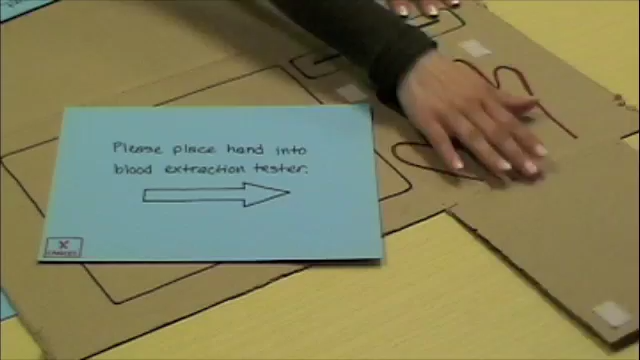 Please place hand into
blood extraction tester.
X